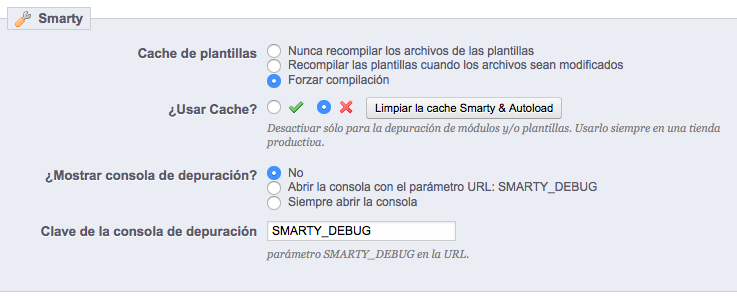 Smarty
Cache de plantillas
Nunca recompilar los archivos de las plantillas
Recompilar las plantillas cuando los archivos sean modificados
Forzar compilación
¿Usar Cache?
Limpiar la cache Smarty & Autoload
Desactivar sólo para la depuración de módulos y/o plantillas. Usarlo siempre en una tienda
productiva.
¿Mostrar consola de depuración?
No
Abrir la consola con el parámetro URL: SMARTY_DEBUG
Siempre abrir la consola
Clave de la consola de depuración
SMARTY_DEBUG
parámetro SMARTY_DEBUG en la URL.